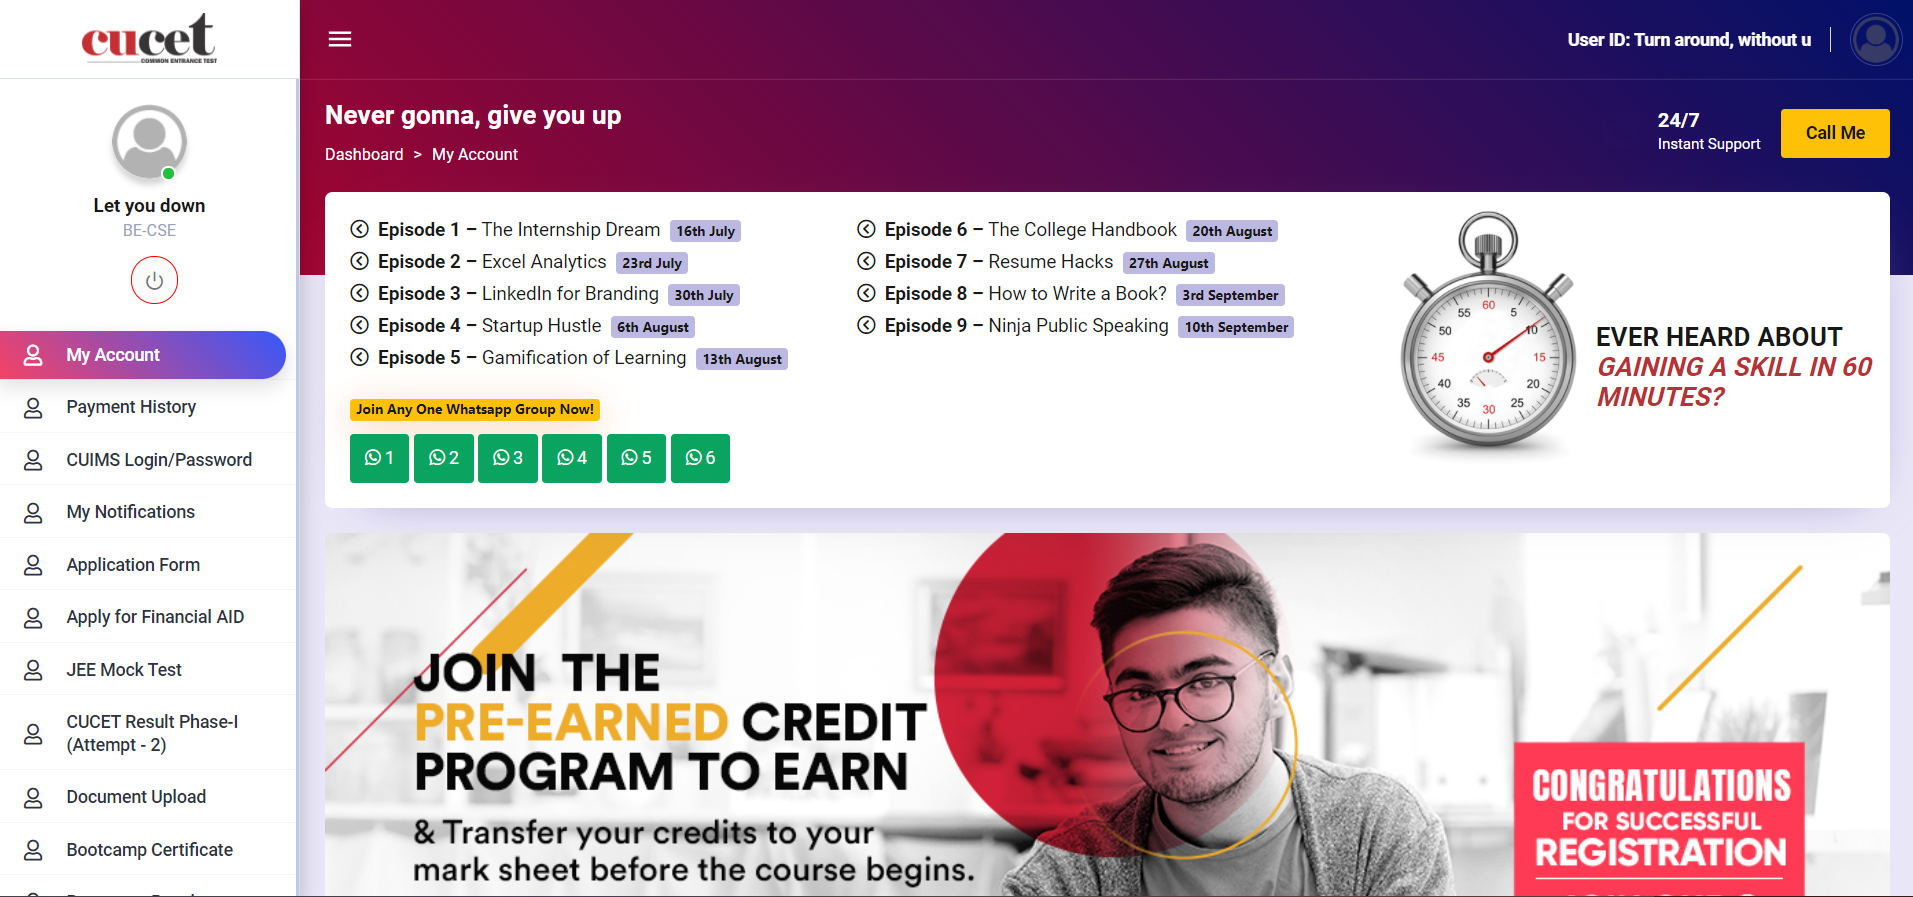 cucet
COMMON ENTRANCE TEST
User ID: Turn around, without u
Never gonna, give you up
Dashboard > My Account
24/7
Instant Support
Call Me
Let you down
BE-CSE
My Account
Payment History
CUIMS Login/Password
My Notifications
Application Form
Apply for Financial AID
JEE Mock Test
CUCET Result Phase-I
(Attempt - 2)
Document Upload
Bootcamp Certificate
Episode 1 – The Internship Dream 16th July
Episode 2 – Excel Analytics 23rd July
Episode 3 – LinkedIn for Branding 30th July
Episode 4 – Startup Hustle 6th August
Episode 5 – Gamification of Learning 13th August
Episode 6 – The College Handbook 20th August
Episode 7 – Resume Hacks 27th August
Episode 8 – How to Write a Book? 3rd September
Episode 9 – Ninja Public Speaking 10th September
Join Any One Whatsapp Group Now!
1 2 3 4 5 6
60
55 5
50 10
45 15
40 20
35 25
30
EVER HEARD ABOUT
GAINING A SKILL IN 60
MINUTES?
JOIN THE
PRE-EARNED CREDIT
PROGRAM TO EARN
& Transfer your credits to your
mark sheet before the course begins.
CONGRATULATIONS
FOR SUCCESSFUL
REGISTRATION